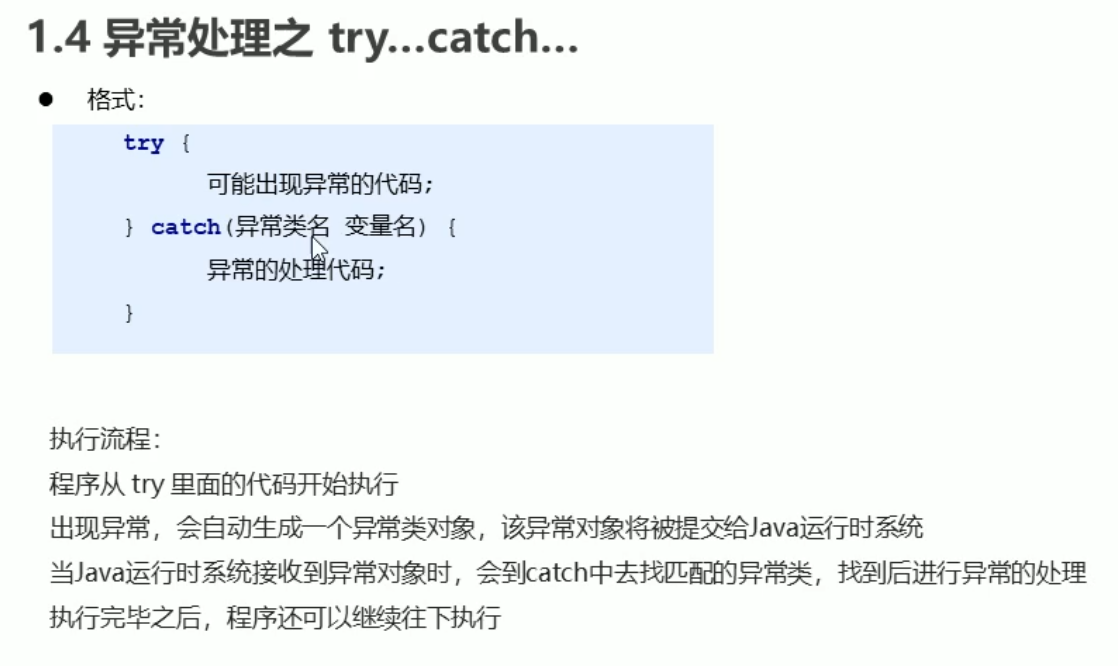 1.4 异常处理之 try...catch...
● 格式：
try {
可能出现异常的代码;
} catch(异常类名 变量名) {
异常的处理代码;
}
执行流程：
程序从 try 里面的代码开始执行
出现异常，会自动生成一个异常类对象，该异常对象将被提交给Java运行时系统
当Java运行时系统接收到异常对象时，会到catch中去找匹配的异常类，找到后进行异常的处理
执行完毕之后，程序还可以继续往下执行